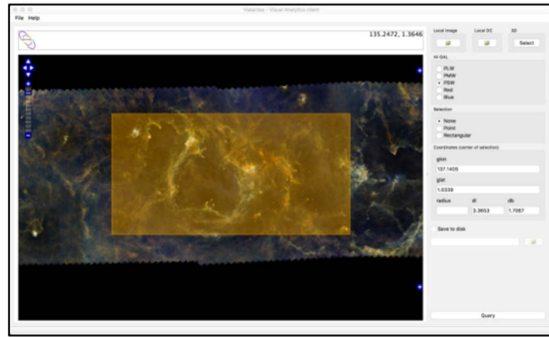 VisIVO - Visual Analytics client
File Help
135.2472, 1.3646
Local Image Local DC 3D
Select
Hi-GAL
PLW
PMW
PSW
Red
Blue
Selection
None
Point
Rectangular
Coordinates (center of selection)
glon
137.1405
glat
1.0339
radius dl db
3.3653 1.7087
Save to disk
Query